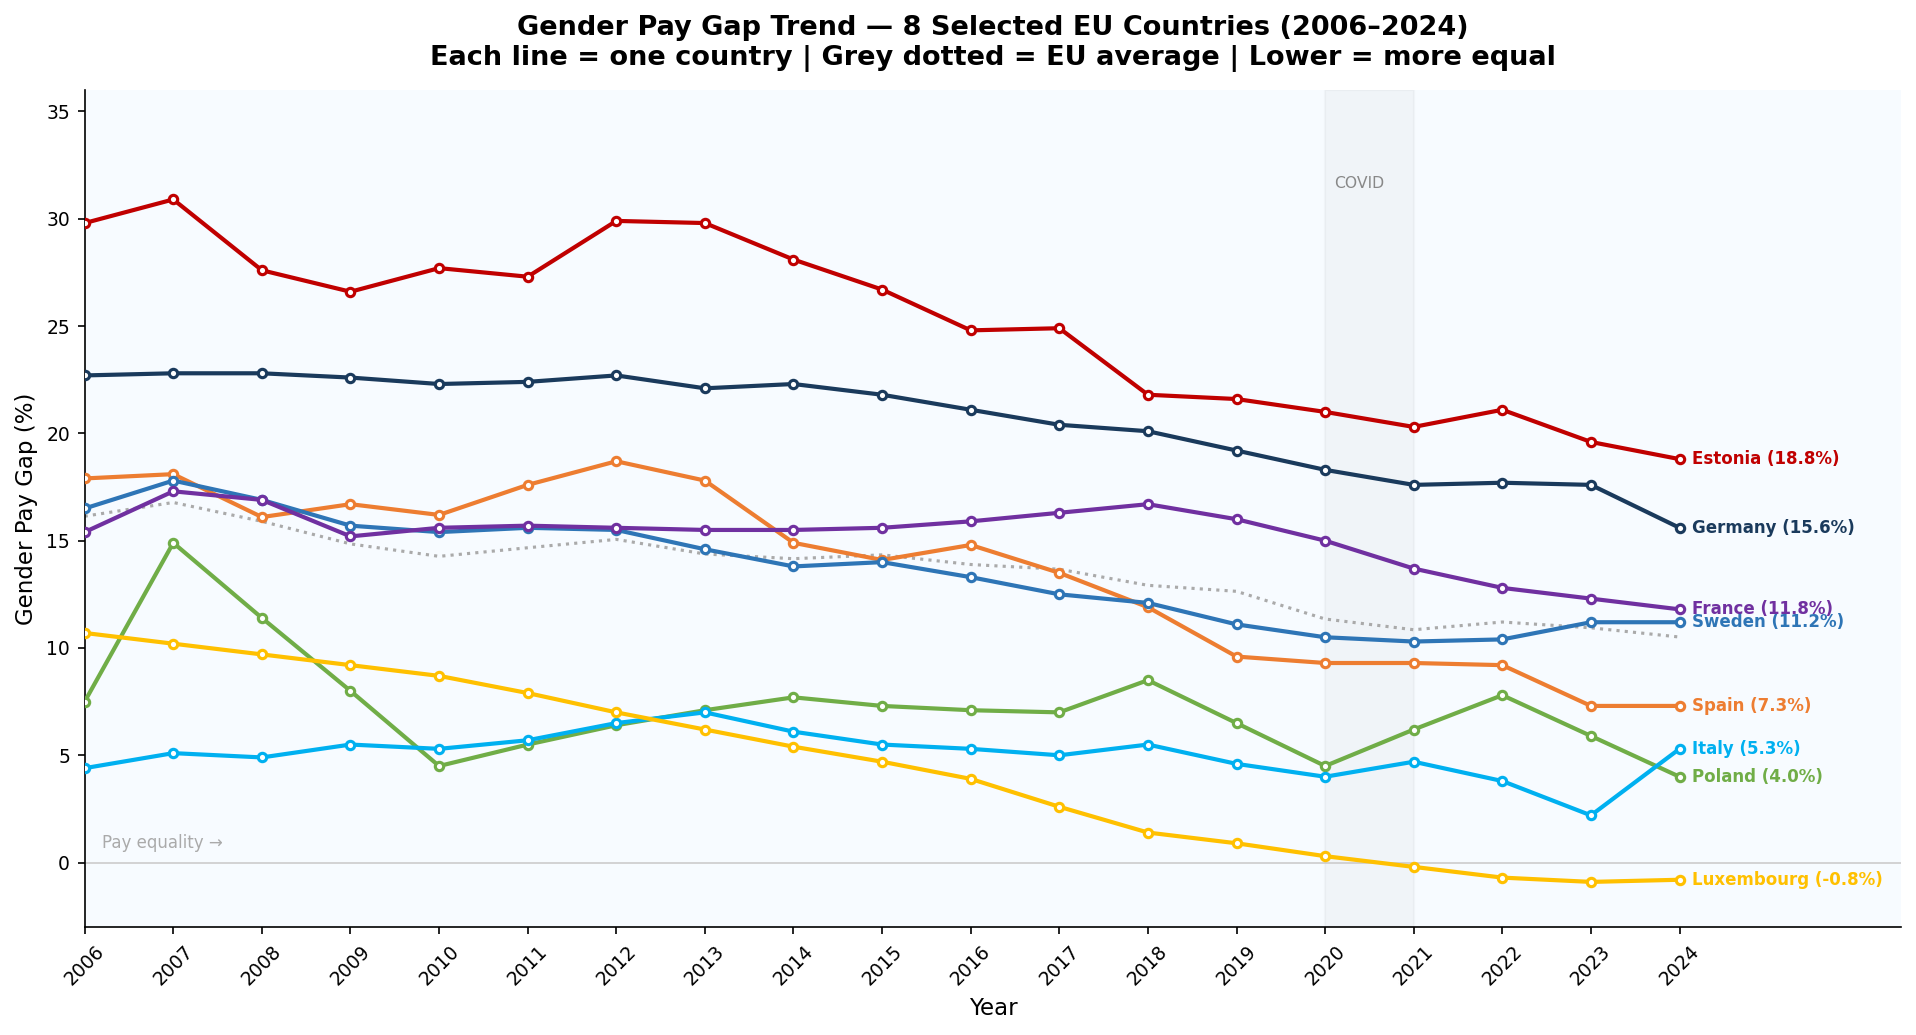 Gender Pay Gap Trend — 8 Selected EU Countries (2006–2024)
Each line = one country | Grey dotted = EU average | Lower = more equal
35
30
25
20
15
10
5
0
Gender Pay Gap (%)
COVID
Estonia (18.8%)
Germany (15.6%)
France (11.8%)
Sweden (11.2%)
Spain (7.3%)
Italy (5.3%)
Poland (4.0%)
Pay equality →
Luxembourg (-0.8%)
2006 2007 2008 2009 2010 2011 2012 2013 2014 2015 2016 2017 2018 2019 2020 2021 2022 2023 2024
Year